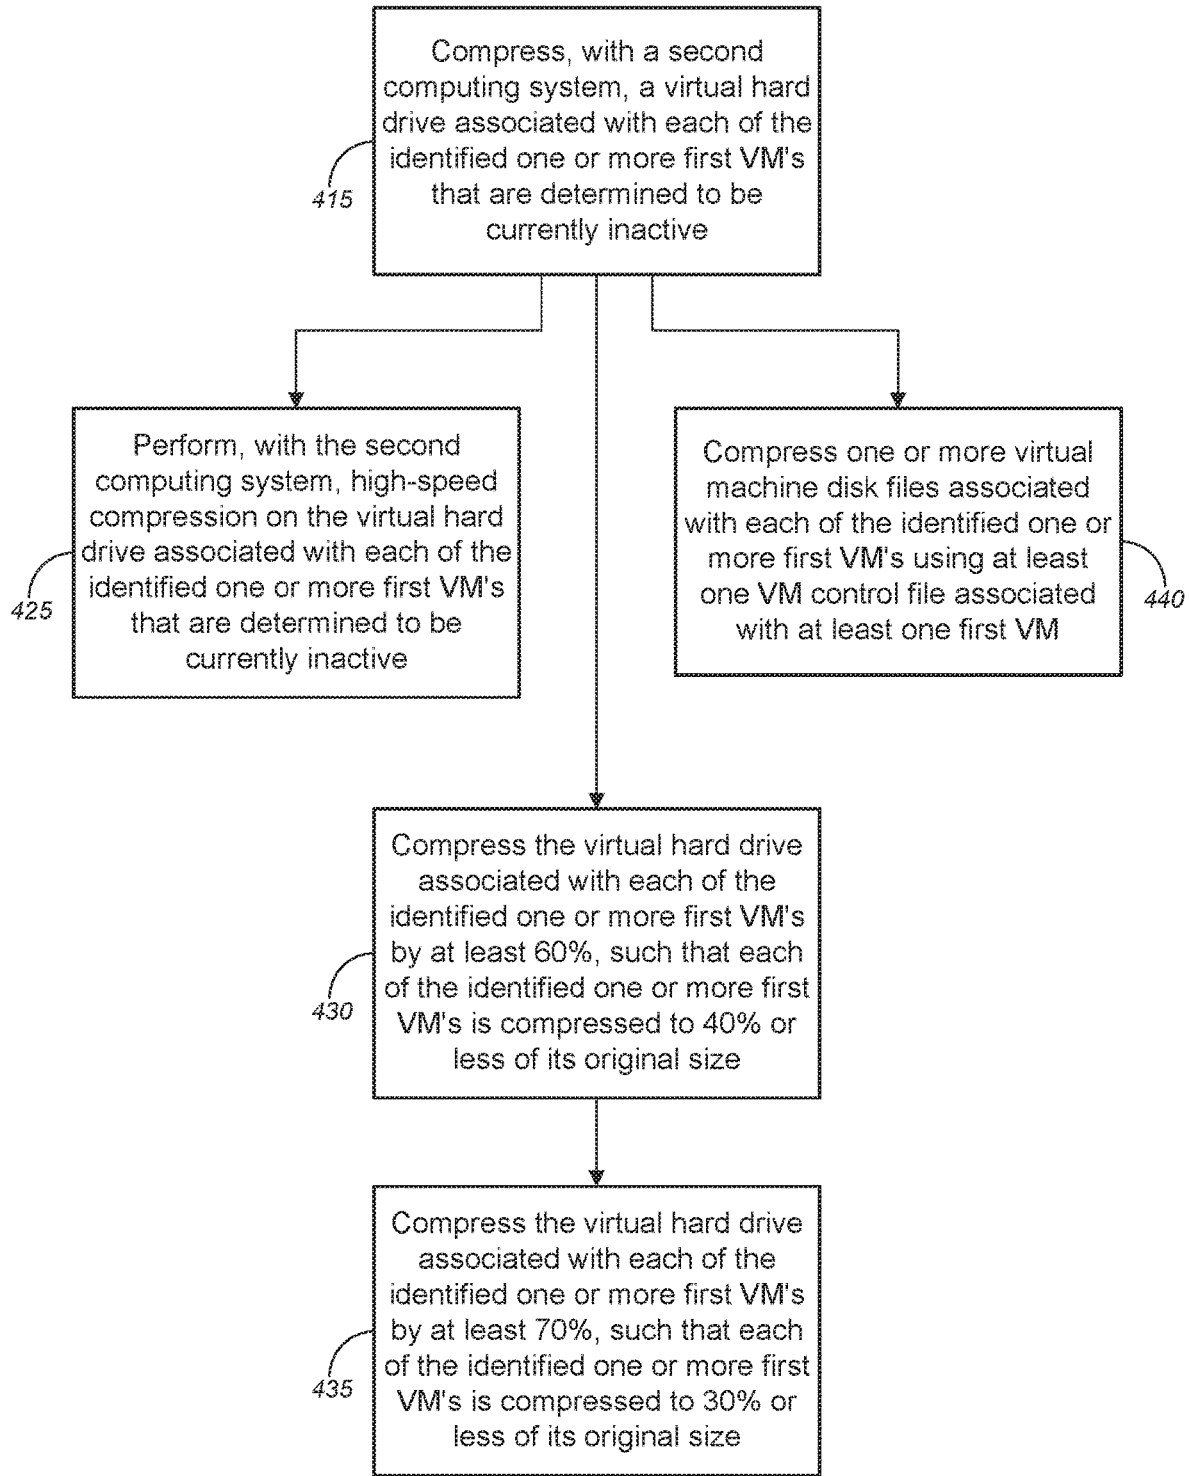 Compress, with a second
computing system, a virtual hard
drive associated with each of the
identified one or more first VM's
that are determined to be
currently inactive
415
Perform, with the second
computing system, high-speed
compression on the virtual hard
drive associated with each of the
identified one or more first VM's
that are determined to be
currently inactive
425
Compress one or more virtual
machine disk files associated
with each of the identified one or
more first VM's using at least
one VM control file associated
with at least one first VM
440
Compress the virtual hard drive
associated with each of the
identified one or more first VM's
by at least 60%, such that each
of the identified one or more first
VM's is compressed to 40% or
less of its original size
430
Compress the virtual hard drive
associated with each of the
identified one or more first VM's
by at least 70%, such that each
of the identified one or more first
VM's is compressed to 30% or
less of its original size
435